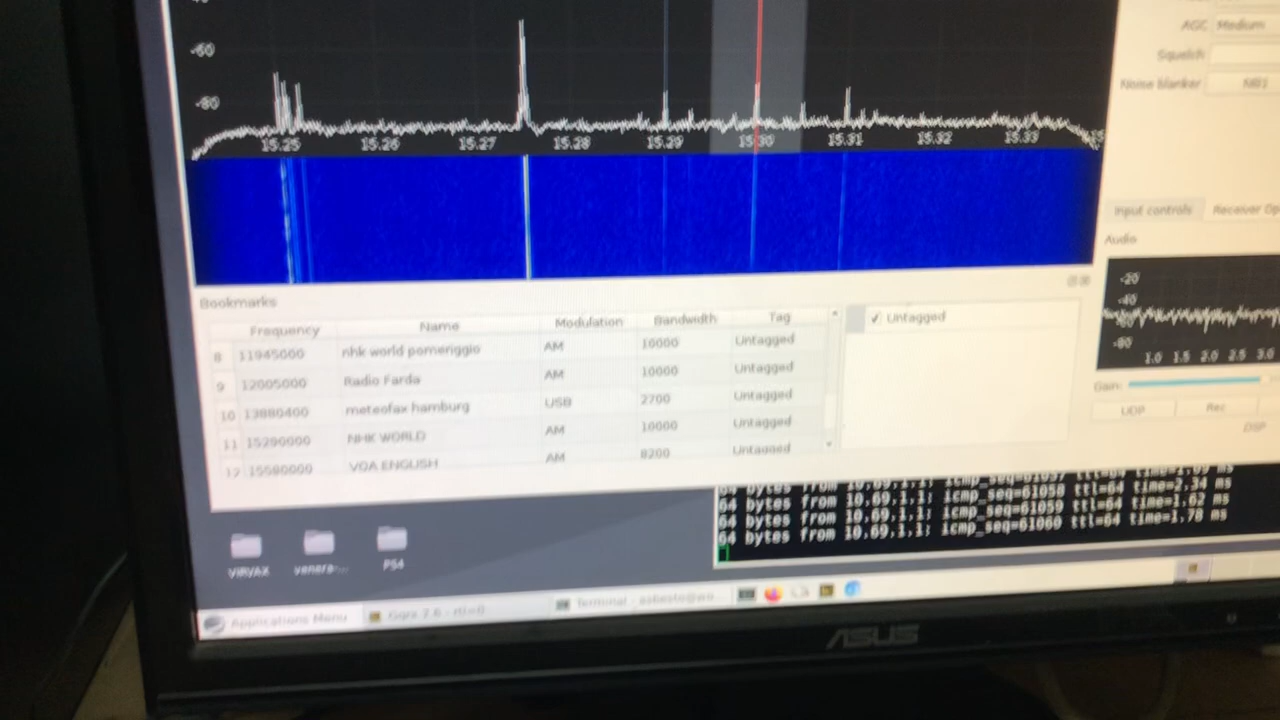 AGC Medium
-60
Squelch
-80
Noise blanker NB1
15.25 15.26 15.27 15.28 15.29 15.30 15.31 15.32 15.33
Input controls
Audio
-20
-40
-60
-80
1.0 1.5 2.0 2.5 3.0
Gain:
UDP Rec
DSP
Bookmarks
Frequency Name Modulation Bandwidth Tag
8 11945000 nhk world pomeriggio AM 10000 Untagged
9 12005000 Radio Farda AM 10000 Untagged
10 13880400 meteofax hamburg USB 2700 Untagged
11 15290000 NHK WORLD AM 10000 Untagged
12 15580000 VOA ENGLISH AM 8200 Untagged
✓ Untagged
64 bytes from 10.69.1.1: icmp_seq=61058 ttl=64 time=2.34 ms
64 bytes from 10.69.1.1: icmp_seq=61059 ttl=64 time=1.62 ms
64 bytes from 10.69.1.1: icmp_seq=61060 ttl=64 time=1.78 ms
VIRVAX
venera-...
PS4
Applications Menu
Terminal
ASUS